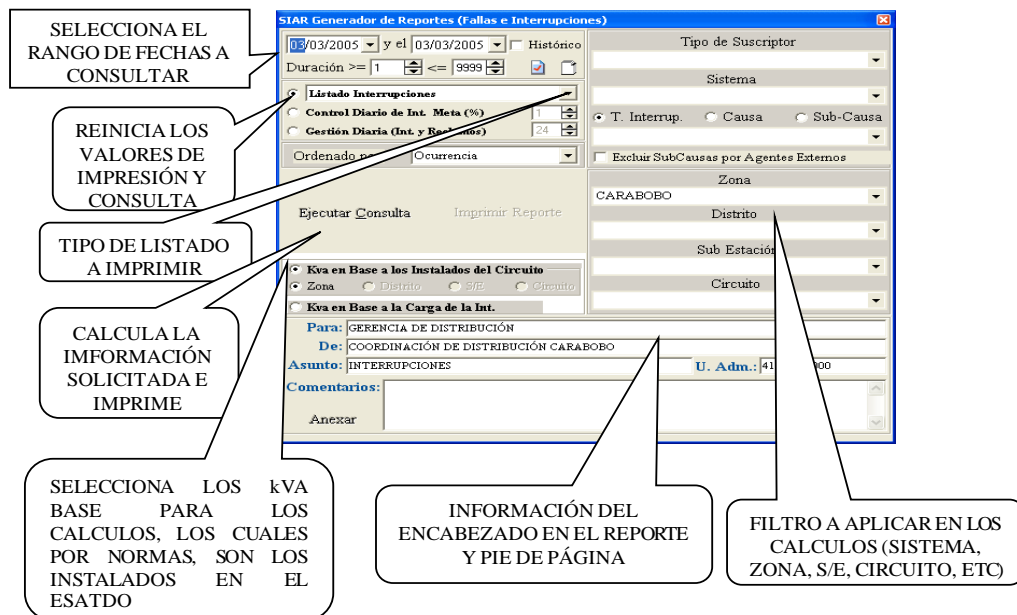 SELECCIONA EL
RANGO DE FECHAS A
CONSULTAR
REINICIA LOS
VALORES DE
IMPRESIÓN Y
CONSULTA
TIPO DE LISTADO
A IMPRIMIR
CALCULA LA
IMFORMACIÓN
SOLICITADA E
IMPRIME
SELECCIONA LOS kVA
BASE PARA LOS
CALCULOS, LOS CUALES
POR NORMAS, SON LOS
INSTALADOS EN EL
ESATDO
SIAR Generador de Reportes (Fallas e Interrupciones)
03/03/2005 y el 03/03/2005 Histórico
Duración >= 1 <= 9999
Listado Interrupciones
Control Diario de Int. Meta (%) 1
Gestión Diaria (Int. y os) 24
Ordenado Ocurrencia
Ejecutar Consulta Imprimir Reporte
Kva en Base a los Instalados del Circuito
Zona Distrito S/E Circuito
Kva en Base a la Carga de la Int.
Tipo de Suscriptor
Sistema
T. Interrup. Causa Sub-Causa
Excluir SubCausas por Agentes Externos
Zona
CARABOBO
Distrito
Sub Estación
Circuito
Para: GERENCIA DE DISTRIBUCIÓN
De: COORDINACIÓN DE DISTRIBUCIÓN CARABOBO
Asunto: INTERRUPCIONES U. Adm.: 41 000
Comentarios:
Anexar
INFORMACIÓN DEL
ENCABEZADO EN EL REPORTE
Y PIE DE PÁGINA
FILTRO A APLICAR EN LOS
CALCULOS (SISTEMA,
ZONA, S/E, CIRCUITO, ETC)